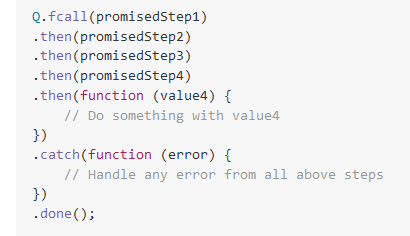 Q.fcall(promisedStep1)
.then(promisedStep2)
.then(promisedStep3)
.then(promisedStep4)
.then(function (value4) {
    // Do something with value4
})
.catch(function (error) {
    // Handle any error from all above steps
})
.done();